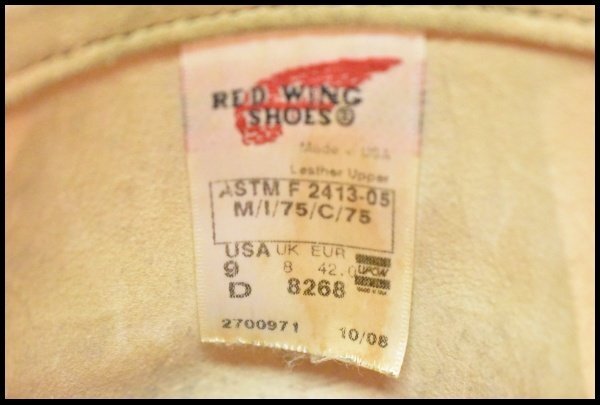 RED WING
SHOES®
Made in USA
Leather Upper
ASTM F 2413-05
M/I/75/C/75
USA UK EUR
9 8 42.0
UFCW
D 8268
2700971 10/08